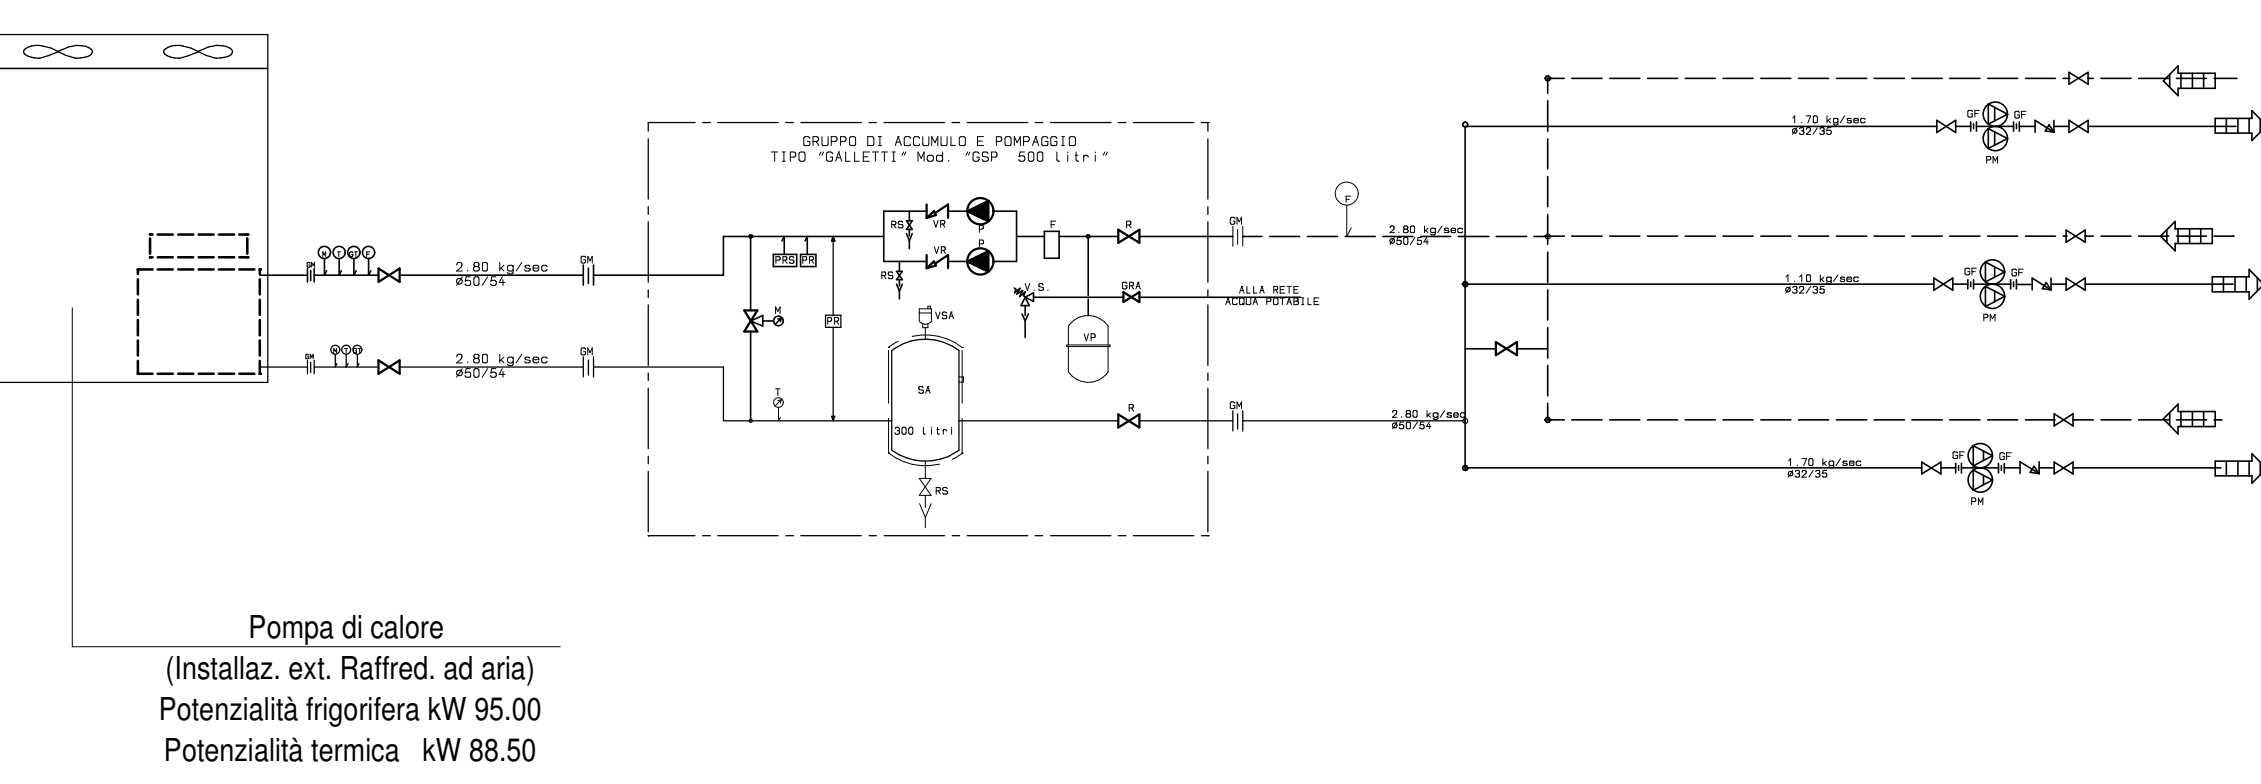 GRUPPO DI ACCUMULO E POMPAGGIO
TIPO "GALLETTI" Mod. "GSP 500 litri"
M T GT F
GM
2.80 kg/sec
ø50/54
GM
M T GT
GM
2.80 kg/sec
ø50/54
GM
PRS PR
M
PR
T
RS VR P
RS VR P
F
R
V.S.
GRA
ALLA RETE
ACQUA POTABILE
VSA
VP
SA
300 litri
R
RS
GM
F
2.80 kg/sec
ø50/54
GM
2.80 kg/sec
ø50/54
1.70 kg/sec
ø32/35
GF GF
PM
1.10 kg/sec
ø32/35
GF GF
PM
1.70 kg/sec
ø32/35
GF GF
PM
Pompa di calore
(Installaz. ext. Raffred. ad aria)
Potenzialità frigorifera kW 95.00
Potenzialità termica kW 88.50